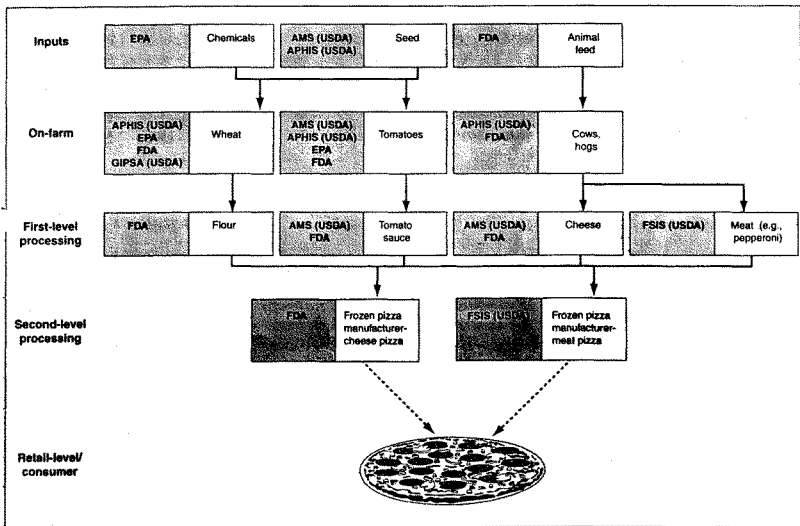 Inputs
EPA
Chemicals
AMS (USDA)
APHIS (USDA)
Seed
FDA
Animal
feed
On-farm
APHIS (USDA)
EPA
FDA
GIPSA (USDA)
Wheat
AMS (USDA)
APHIS (USDA)
EPA
FDA
Tomatoes
APHIS (USDA)
FDA
Cows,
hogs
First-level
processing
FDA
Flour
AMS (USDA)
FDA
Tomato
sauce
AMS (USDA)
FDA
Cheese
FSIS (USDA)
Meat (e.g.,
pepperoni)
Second-level
processing
FDA
Frozen pizza
manufacturer-
cheese pizza
FSIS (USDA)
Frozen pizza
manufacturer-
meat pizza
Retail-level/
consumer